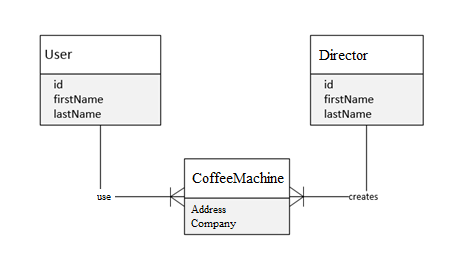 User
id
firstName
lastName
Director
id
firstName
lastName
use
CoffeeMachine
Address
Company
creates